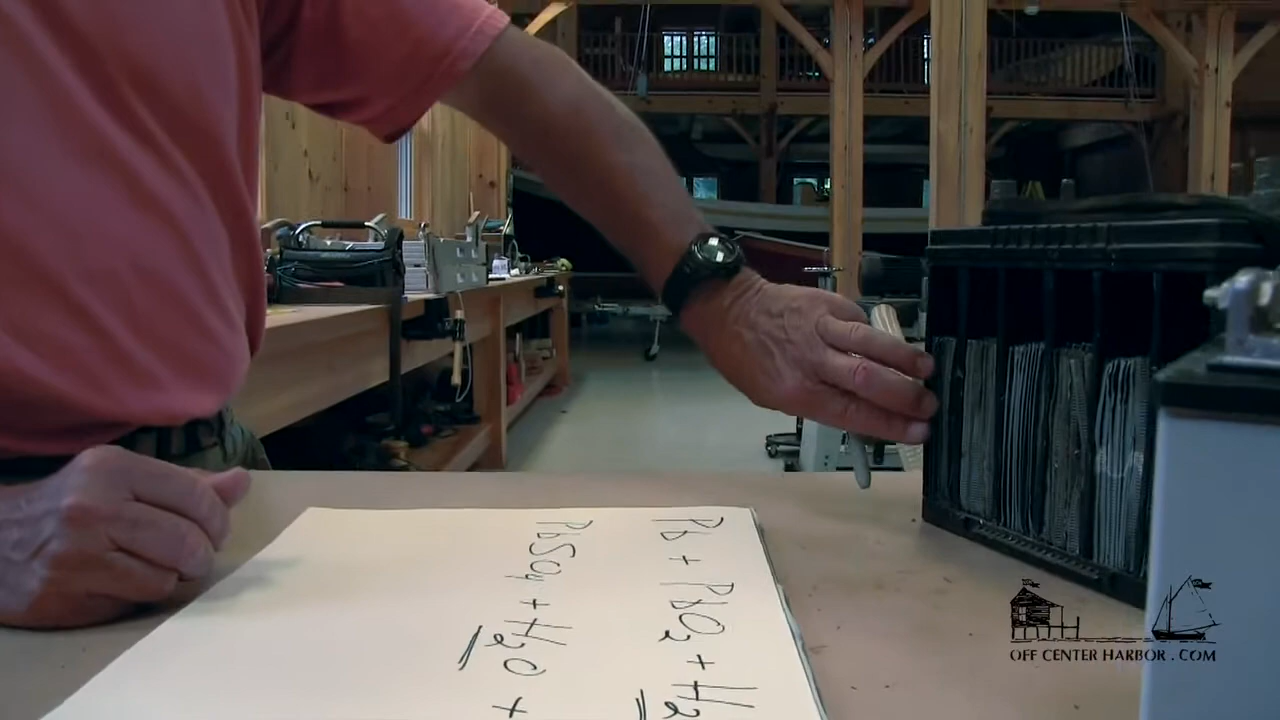 Pb + PbO2 + H2
PbSO4 + H2O +
OFF CENTER HARBOR.COM